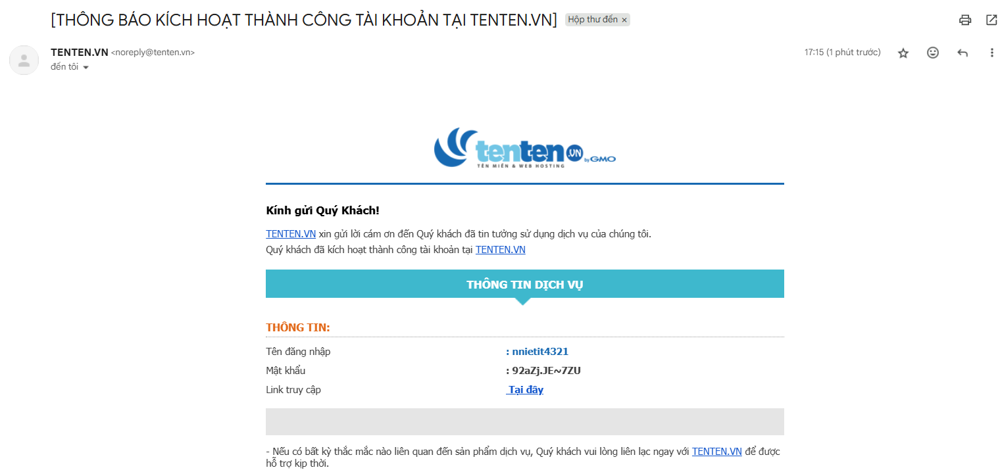 [THÔNG BÁO KÍCH HOẠT THÀNH CÔNG TÀI KHOẢN TẠI TENTEN.VN] Hộp thư đến ×
TENTEN.VN <noreply@tenten.vn> 17:15 (1 phút trước)
đến tôi
tenten .VN by GMO
TÊN MIỀN & WEB HOSTING
Kính gửi Quý Khách!
TENTEN.VN xin gửi lời cám ơn đến Quý khách đã tin tưởng sử dụng dịch vụ của chúng tôi.
Quý khách đã kích hoạt thành công tài khoản tại TENTEN.VN
THÔNG TIN DỊCH VỤ
THÔNG TIN:
Tên đăng nhập : nnietit4321
Mật khẩu : 92aZj.JE~7ZU
Link truy cập Tại đây
- Nếu có bất kỳ thắc mắc nào liên quan đến sản phẩm dịch vụ, Quý khách vui lòng liên lạc ngay với TENTEN.VN để được
hỗ trợ kịp thời.